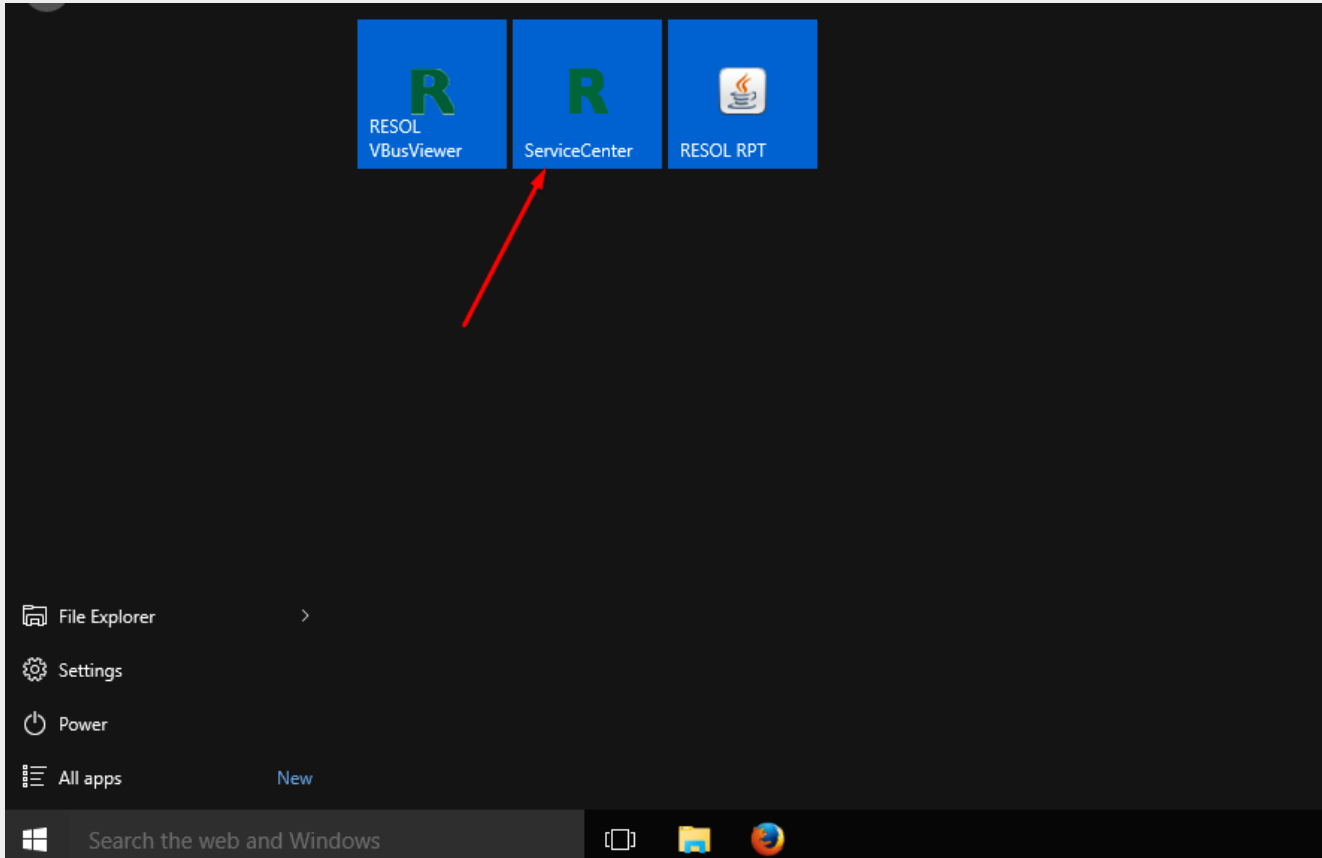 R
RESOL
VBusViewer
R
ServiceCenter
RESOL RPT
File Explorer
Settings
Power
All apps New
Search the web and Windows